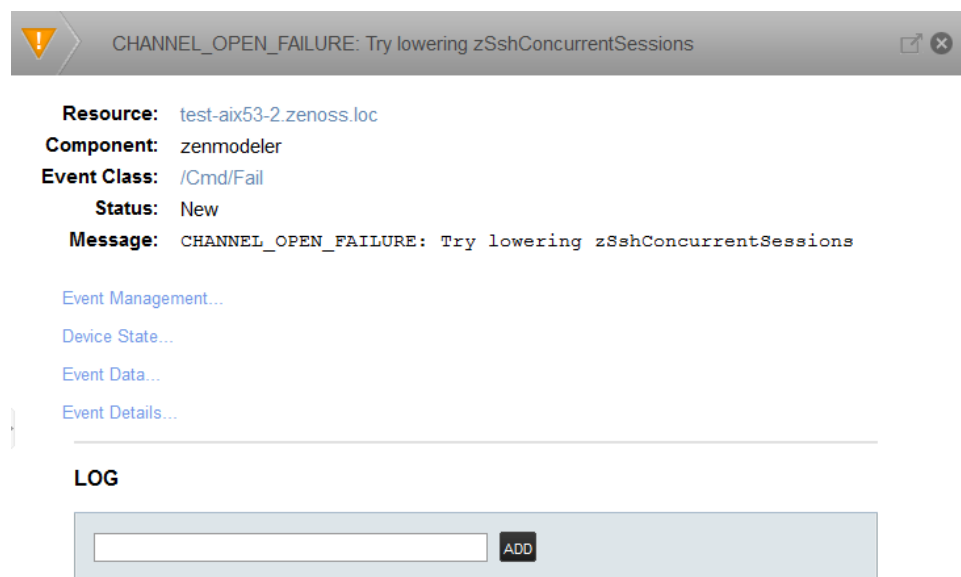 CHANNEL_OPEN_FAILURE: Try lowering zSshConcurrentSessions
Resource: test-aix53-2.zenoss.loc
Component: zenmodeler
Event Class: /Cmd/Fail
Status: New
Message: CHANNEL_OPEN_FAILURE: Try lowering zSshConcurrentSessions
Event Management...
Device State...
Event Data...
Event Details...
LOG
ADD